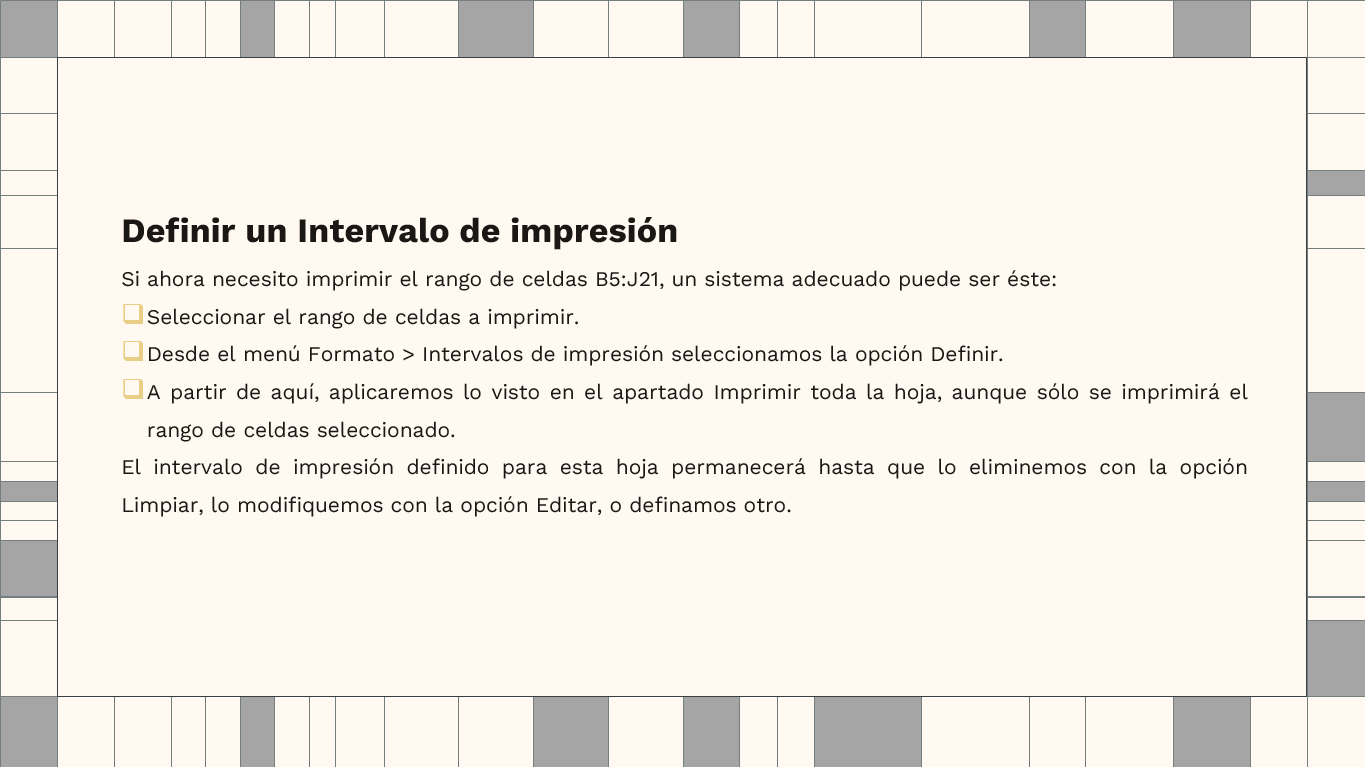 Definir un Intervalo de impresión
Si ahora necesito imprimir el rango de celdas B5:J21, un sistema adecuado puede ser éste:
❑Seleccionar el rango de celdas a imprimir.
❑Desde el menú Formato > Intervalos de impresión seleccionamos la opción Definir.
❑A partir de aquí, aplicaremos lo visto en el apartado Imprimir toda la hoja, aunque sólo se imprimirá el
rango de celdas seleccionado.
El intervalo de impresión definido para esta hoja permanecerá hasta que lo eliminemos con la opción
Limpiar, lo modifiquemos con la opción Editar, o definamos otro.